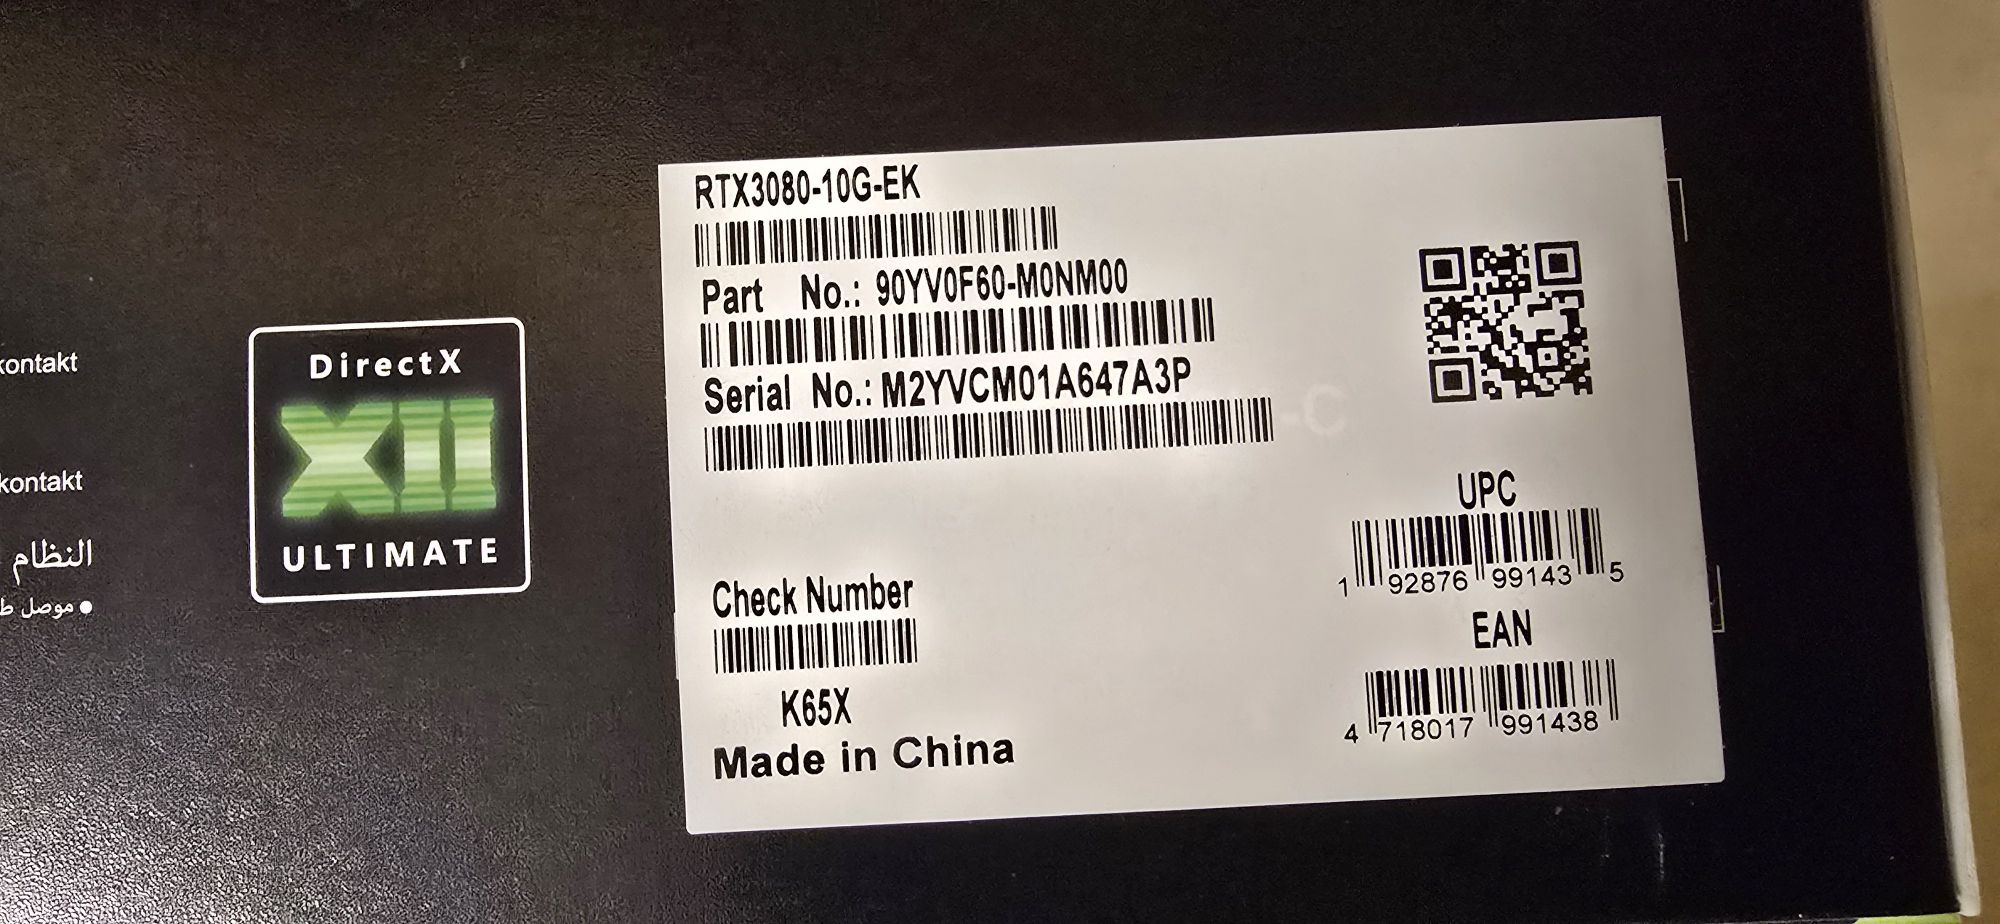 kontakt
kontakt
النظام
● موصل ط
DirectX
XII
ULTIMATE
RTX3080-10G-EK
Part No.: 90YV0F60-M0NM00
Serial No.: M2YVCM01A647A3P
-C
Check Number
K65X
Made in China
UPC
1 92876 99143 5
EAN
4 718017 991438